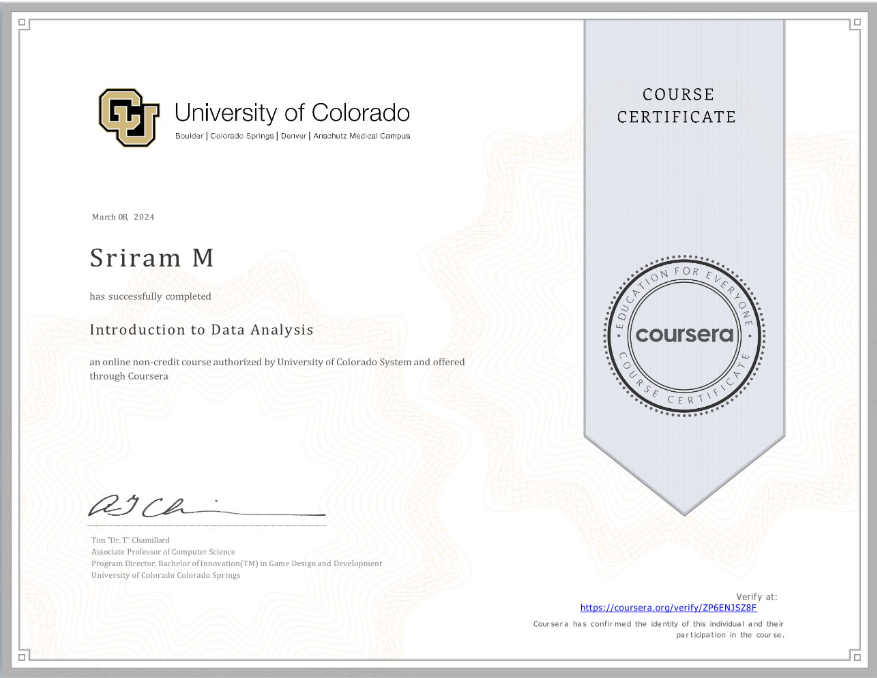 University of Colorado
Boulder | Colorado Springs | Denver | Anschutz Medical Campus
COURSE
CERTIFICATE
March 08, 2024
Sriram M
has successfully completed
Introduction to Data Analysis
an online non-credit course authorized by University of Colorado System and offered
through Coursera
EDUCATION FOR EVERYONE
coursera
COURSE CERTIFICATE
Tim "Dr. T" Chamillard
Associate Professor of Computer Science
Program Director, Bachelor of Innovation(TM) in Game Design and Development
University of Colorado Colorado Springs
Verify at:
https://coursera.org/verify/ZP6ENJSZ8F
Coursera has confirmed the identity of this individual and their
participation in the course.